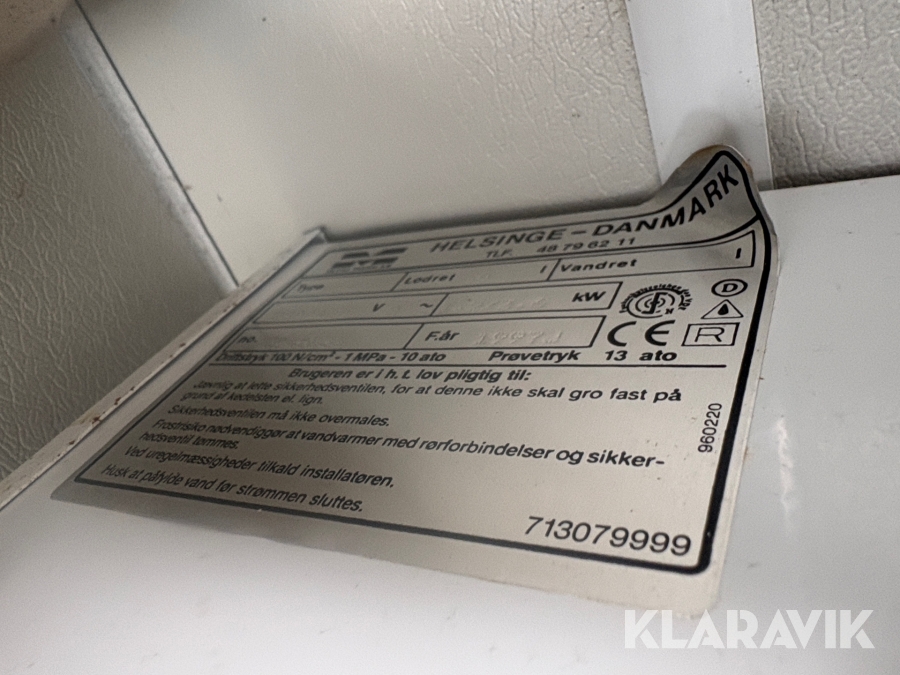 HELSINGE-DANMARK
TLF. 48 79 62 11
Type Lodret l Vandret l
V ~ kW
no. F.år
D
CE R
Driftstryk 100 N/cm² - 1 MPa - 10 ato Prøvetryk 13 ato
Brugeren er i h. t. lov pligtig til:
Jævnlig at lette sikkerhedsventilen, for at denne ikke skal gro fast på
grund af kedelsten el. lign.
Sikkerhedsventilen må ikke overmales.
Frostrisiko nødvendiggør at vandvarmer med rørforbindelser og sikker-
hedsventil tømmes.
Ved uregelmæssigheder tilkald installatøren.
Husk at påfylde vand før strømmen sluttes.
960220
713079999
KLARAVIK